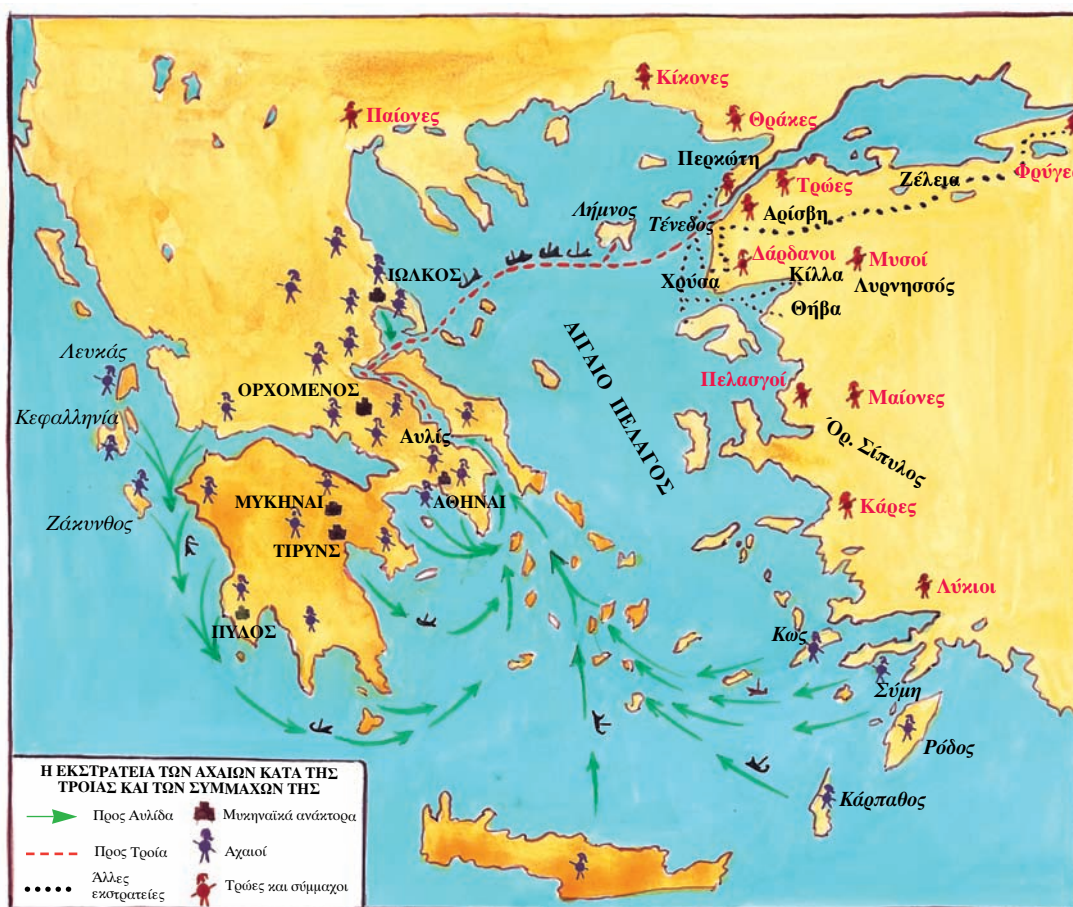 Κίκονες
Παίονες
Θράκες
Περκώτη
Τρώες
Ζέλεια
Φρύγες
Λήμνος
Τένεδος
Αρίσβη
Δάρδανοι
Μυσοί
ΙΩΛΚΟΣ
Χρύσα
Κίλλα
Λυρνησσός
Θήβα
Λευκάς
ΑΙΓΑΙΟ ΠΕΛΑΓΟΣ
Πελασγοί
Μαίονες
ΟΡΧΟΜΕΝΟΣ
Κεφαλληνία
Αυλίς
Όρ. Σίπυλος
ΜΥΚΗΝΑΙ
ΑΘΗΝΑΙ
Κάρες
Ζάκυνθος
ΤΙΡΥΝΣ
Λύκιοι
ΠΥΛΟΣ
Κως
Σύμη
Ρόδος
Κάρπαθος
Η ΕΚΣΤΡΑΤΕΙΑ ΤΩΝ ΑΧΑΙΩΝ ΚΑΤΑ ΤΗΣ
ΤΡΟΙΑΣ ΚΑΙ ΤΩΝ ΣΥΜΜΑΧΩΝ ΤΗΣ
Προς Αυλίδα
Μυκηναϊκά ανάκτορα
Προς Τροία
Αχαιοί
Άλλες
εκστρατείες
Τρώες και σύμμαχοι